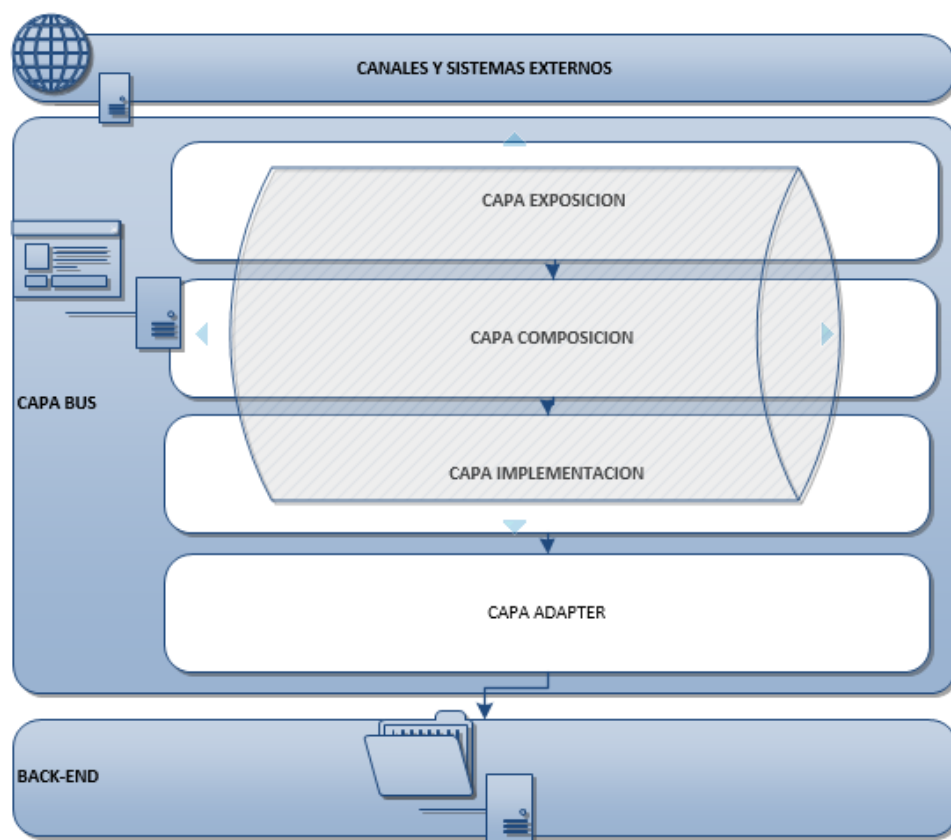 CANALES Y SISTEMAS EXTERNOS
CAPA EXPOSICION
CAPA COMPOSICION
CAPA BUS
CAPA IMPLEMENTACION
CAPA ADAPTER
BACK-END